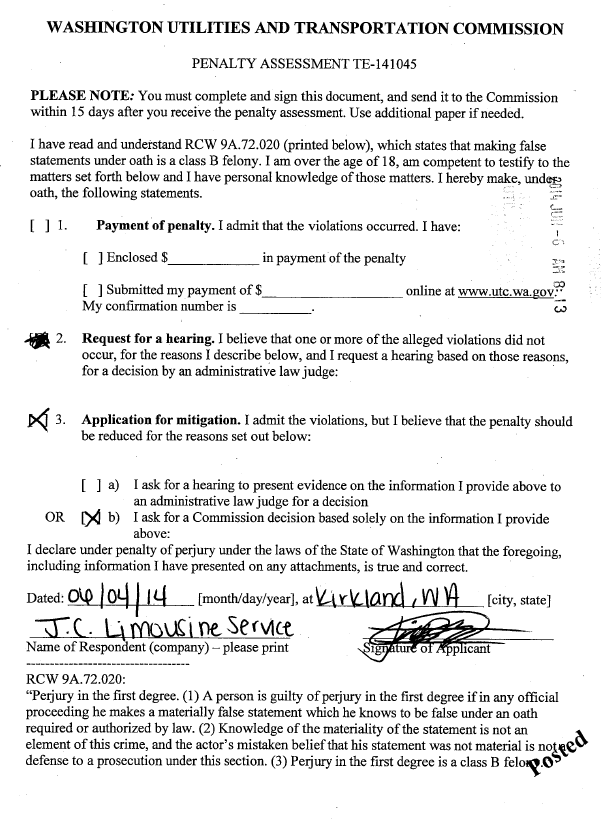 WASHINGTON UTILITIES AND TRANSPORTATION COMMISSION
PENALTY ASSESSMENT TE-141045
PLEASE NOTE: You must complete and sign this document, and send it to the Commission
within 15 days after you receive the penalty assessment. Use additional paper if needed.
I have read and understand RCW 9A.72.020 (printed below), which states that making false
statements under oath is a class B felony. I am over the age of 18, am competent to testify to the
matters set forth below and I have personal knowledge of those matters. I hereby make, under
oath, the following statements.
[ ] 1. Payment of penalty. I admit that the violations occurred. I have:
[ ] Enclosed $____________ in payment of the penalty
[ ] Submitted my payment of $____________________ online at www.utc.wa.gov.
My confirmation number is __________.
2. Request for a hearing. I believe that one or more of the alleged violations did not
occur, for the reasons I describe below, and I request a hearing based on those reasons,
for a decision by an administrative law judge:
[X] 3. Application for mitigation. I admit the violations, but I believe that the penalty should
be reduced for the reasons set out below:
[ ] a) I ask for a hearing to present evidence on the information I provide above to
an administrative law judge for a decision
OR [X] b) I ask for a Commission decision based solely on the information I provide
above:
I declare under penalty of perjury under the laws of the State of Washington that the foregoing,
including information I have presented on any attachments, is true and correct.
Dated: 06/04/14 [month/day/year], at Kirkland, WA [city, state]
J.C. Limousine Service
Name of Respondent (company) – please print Signature of Applicant
-----------------------------------
RCW 9A.72.020:
“Perjury in the first degree. (1) A person is guilty of perjury in the first degree if in any official
proceeding he makes a materially false statement which he knows to be false under an oath
required or authorized by law. (2) Knowledge of the materiality of the statement is not an
element of this crime, and the actor’s mistaken belief that his statement was not material is not a
defense to a prosecution under this section. (3) Perjury in the first degree is a class B felony.
Posted